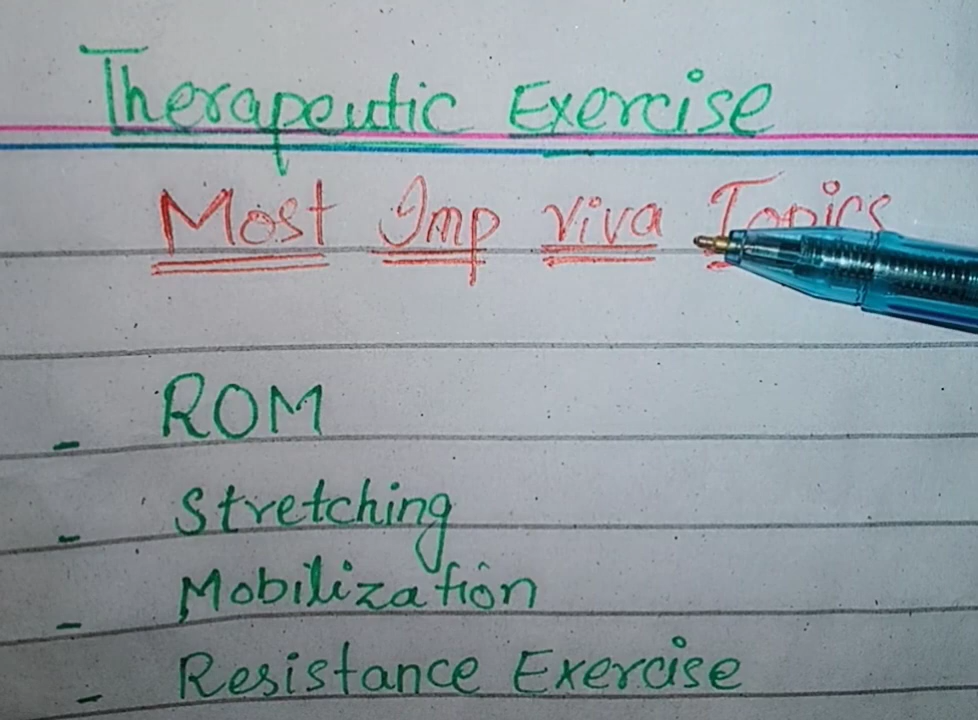 Therapeutic Exercise
Most Imp viva Topics
- ROM
- Stretching
- Mobilization
- Resistance Exercise